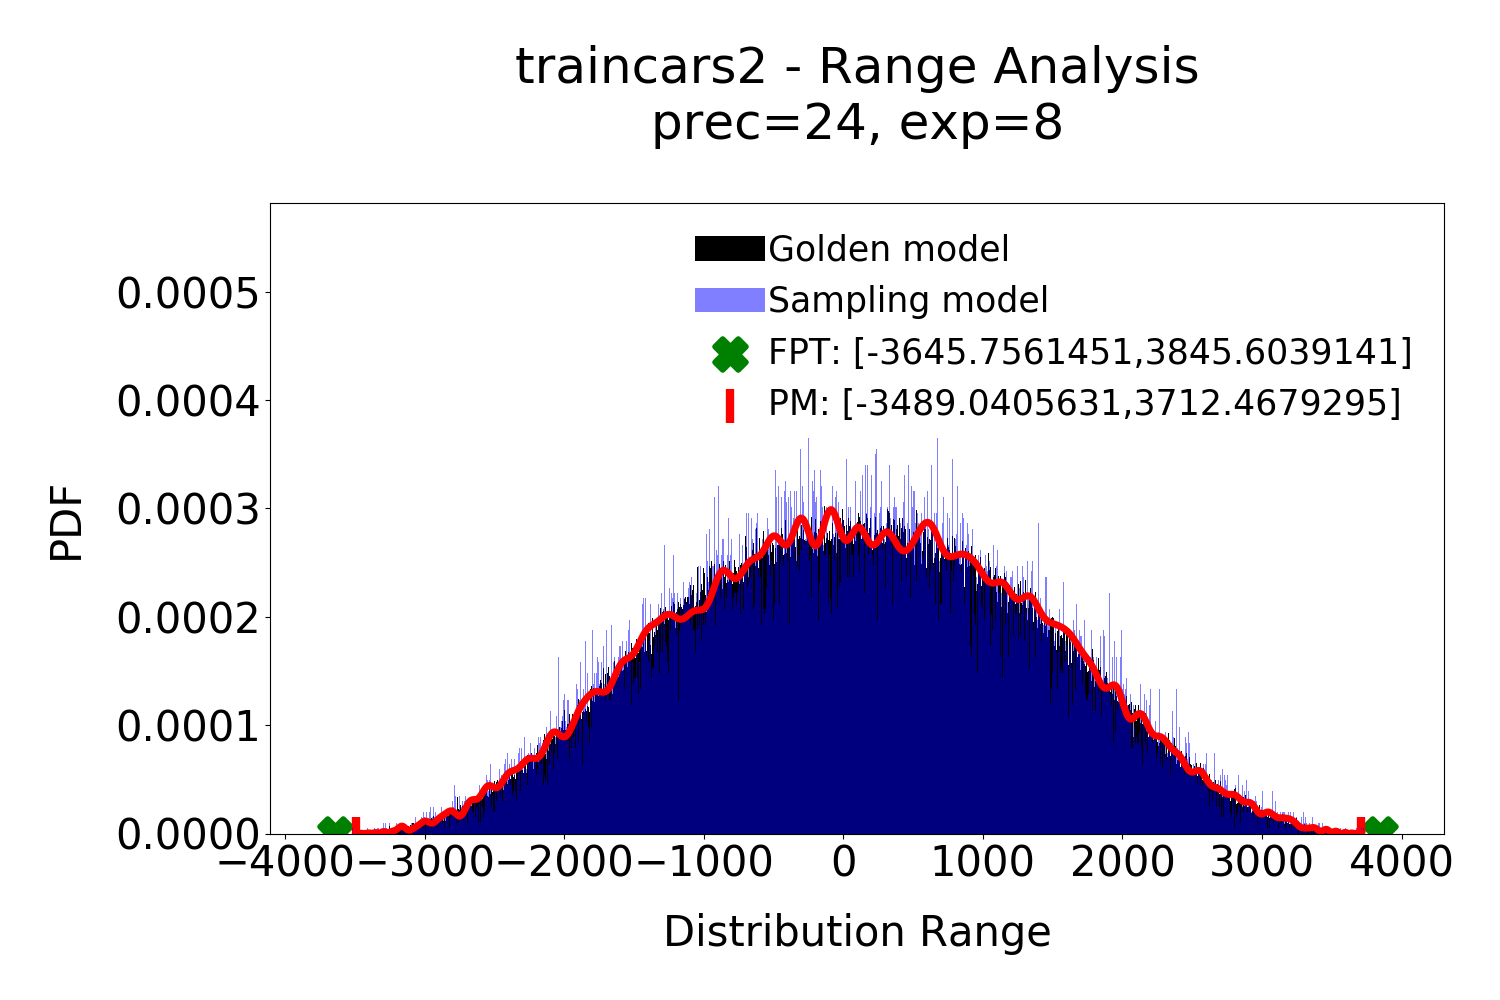 traincars2 - Range Analysis
prec=24, exp=8
Golden model
Sampling model
FPT: [-3645.7561451,3845.6039141]
PM: [-3489.0405631,3712.4679295]
PDF
0.0005
0.0004
0.0003
0.0002
0.0001
0.0000
−4000 −3000 −2000 −1000 0 1000 2000 3000 4000
Distribution Range